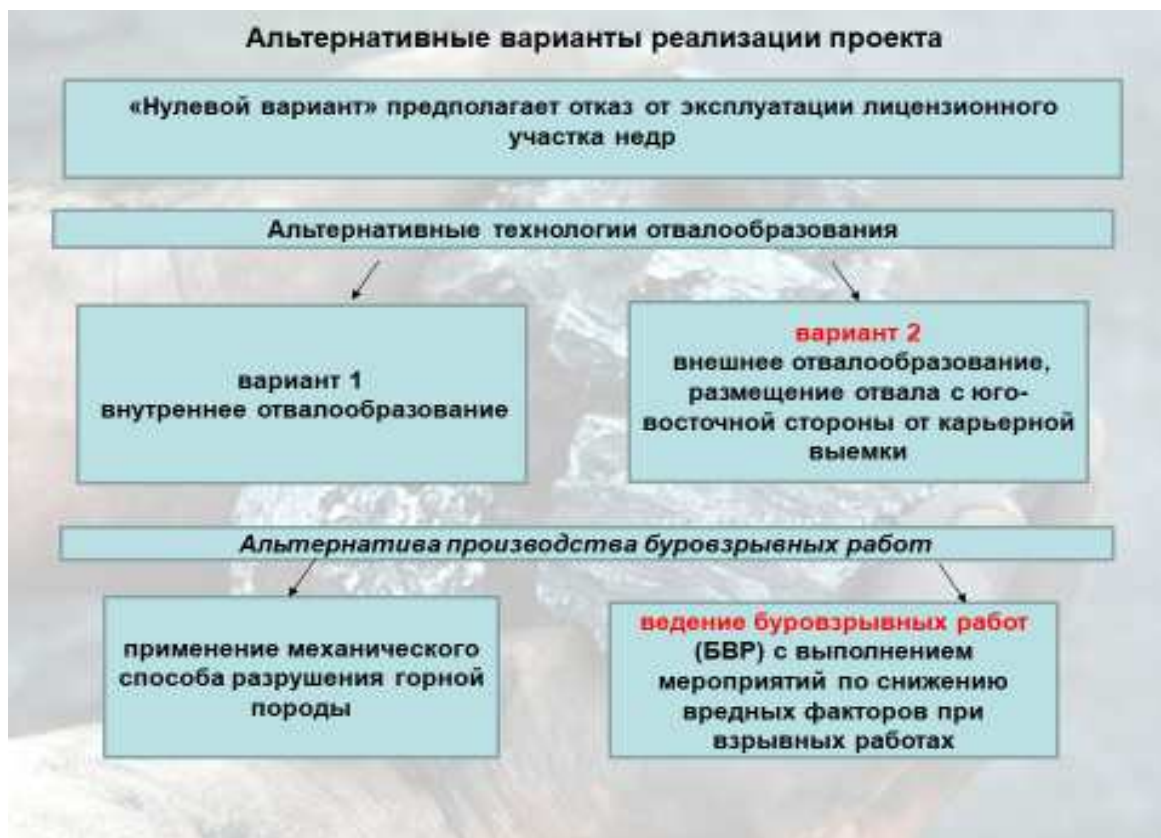 Альтернативные варианты реализации проекта
«Нулевой вариант» предполагает отказ от эксплуатации лицензионного
участка недр
Альтернативные технологии отвалообразования
вариант 1
внутреннее отвалообразование
вариант 2
внешнее отвалообразование,
размещение отвала с юго-
восточной стороны от карьерной
выемки
Альтернатива производства буровзрывных работ
применение механического
способа разрушения горной
породы
ведение буровзрывных работ
(БВР) с выполнением
мероприятий по снижению
вредных факторов при
взрывных работах